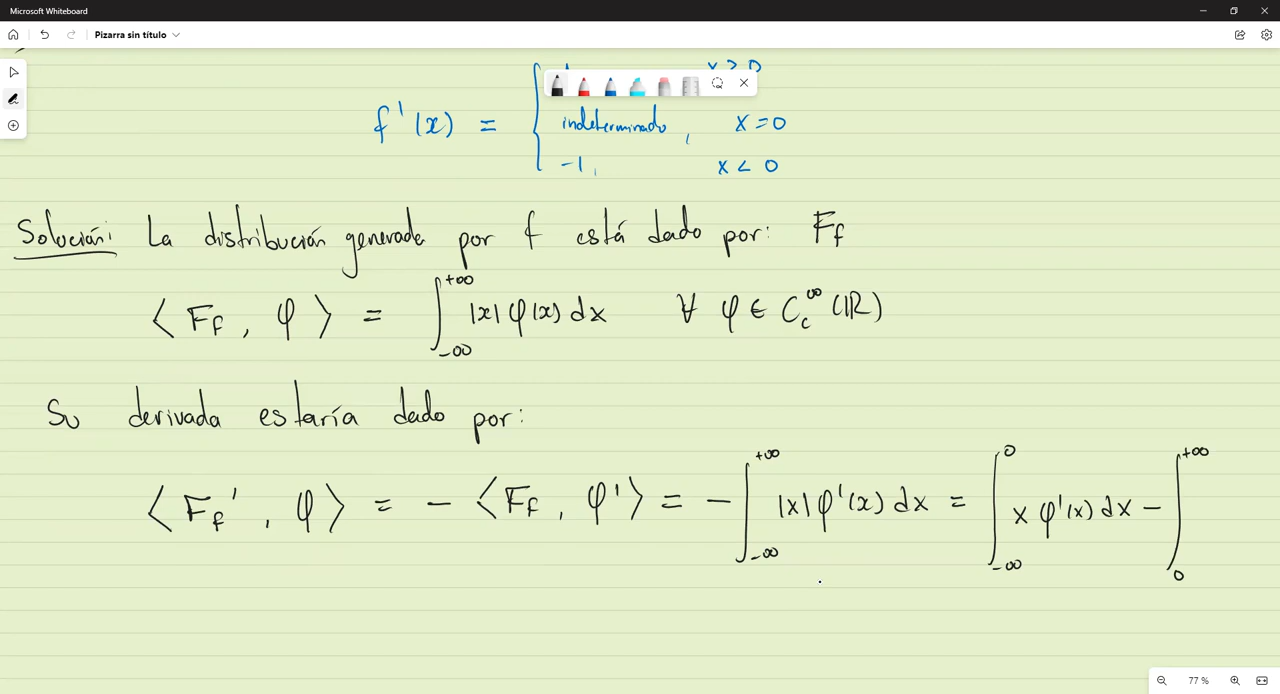 Microsoft Whiteboard
Pizarra sin título
x > 0
f'(x) = { indeterminado, x = 0
-1, x < 0
Solución: La distribución generada por f está dado por: F_f
⟨ F_f , φ ⟩ = ∫_{-∞}^{+∞} |x| φ(x) dx ∀ φ ∈ C_c^∞ (ℝ)
Su derivada estaría dado por:
⟨ F_f' , φ ⟩ = - ⟨ F_f , φ' ⟩ = - ∫_{-∞}^{+∞} |x| φ'(x) dx = ∫_{-∞}^{0} x φ'(x) dx - ∫_{0}^{+∞}
77 %